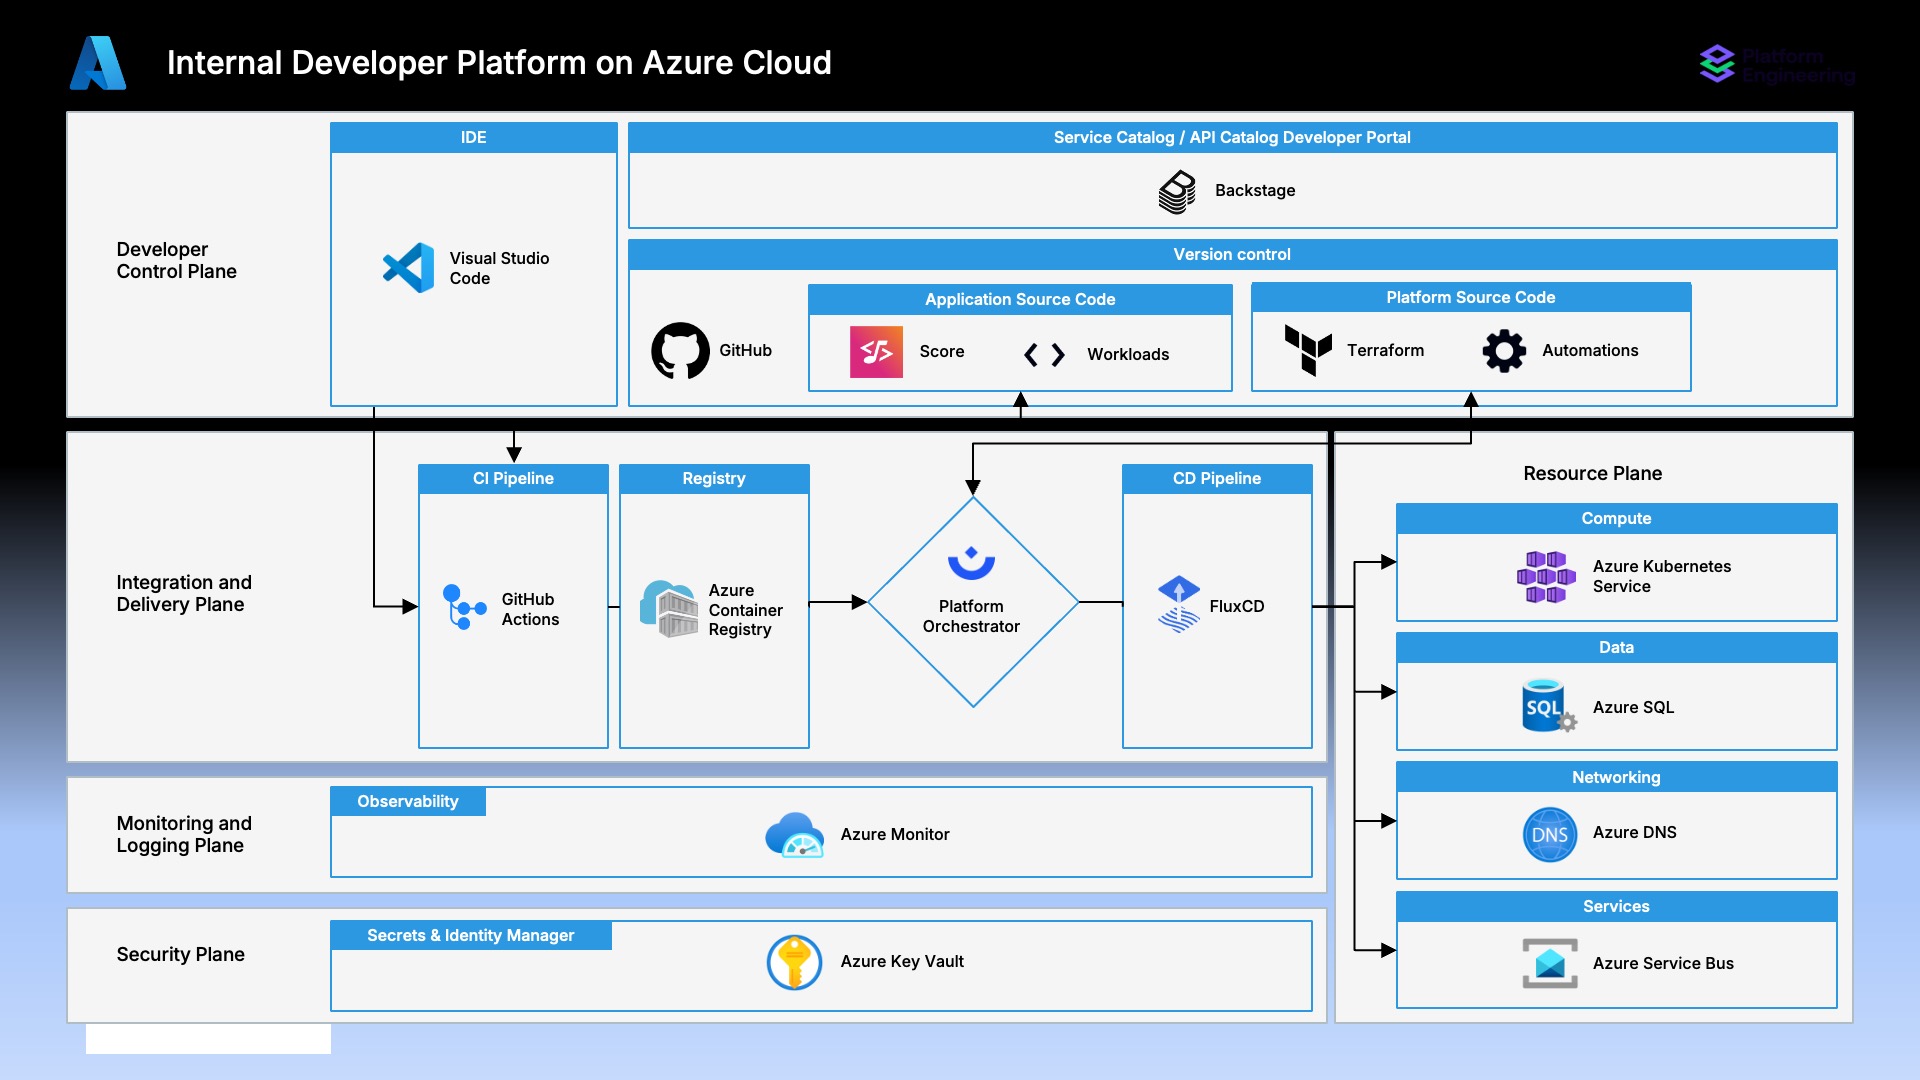 Internal Developer Platform on Azure Cloud
Platform
Engineering
Developer
Control Plane
IDE
Visual Studio
Code
Service Catalog / API Catalog Developer Portal
Backstage
Version control
GitHub
Application Source Code
Score
Workloads
Platform Source Code
Terraform
Automations
Integration and
Delivery Plane
CI Pipeline
GitHub
Actions
Registry
Azure
Container
Registry
Platform
Orchestrator
CD Pipeline
FluxCD
Resource Plane
Compute
Azure Kubernetes
Service
Data
SQL
Azure SQL
Networking
DNS
Azure DNS
Services
Azure Service Bus
Monitoring and
Logging Plane
Observability
Azure Monitor
Security Plane
Secrets & Identity Manager
Azure Key Vault